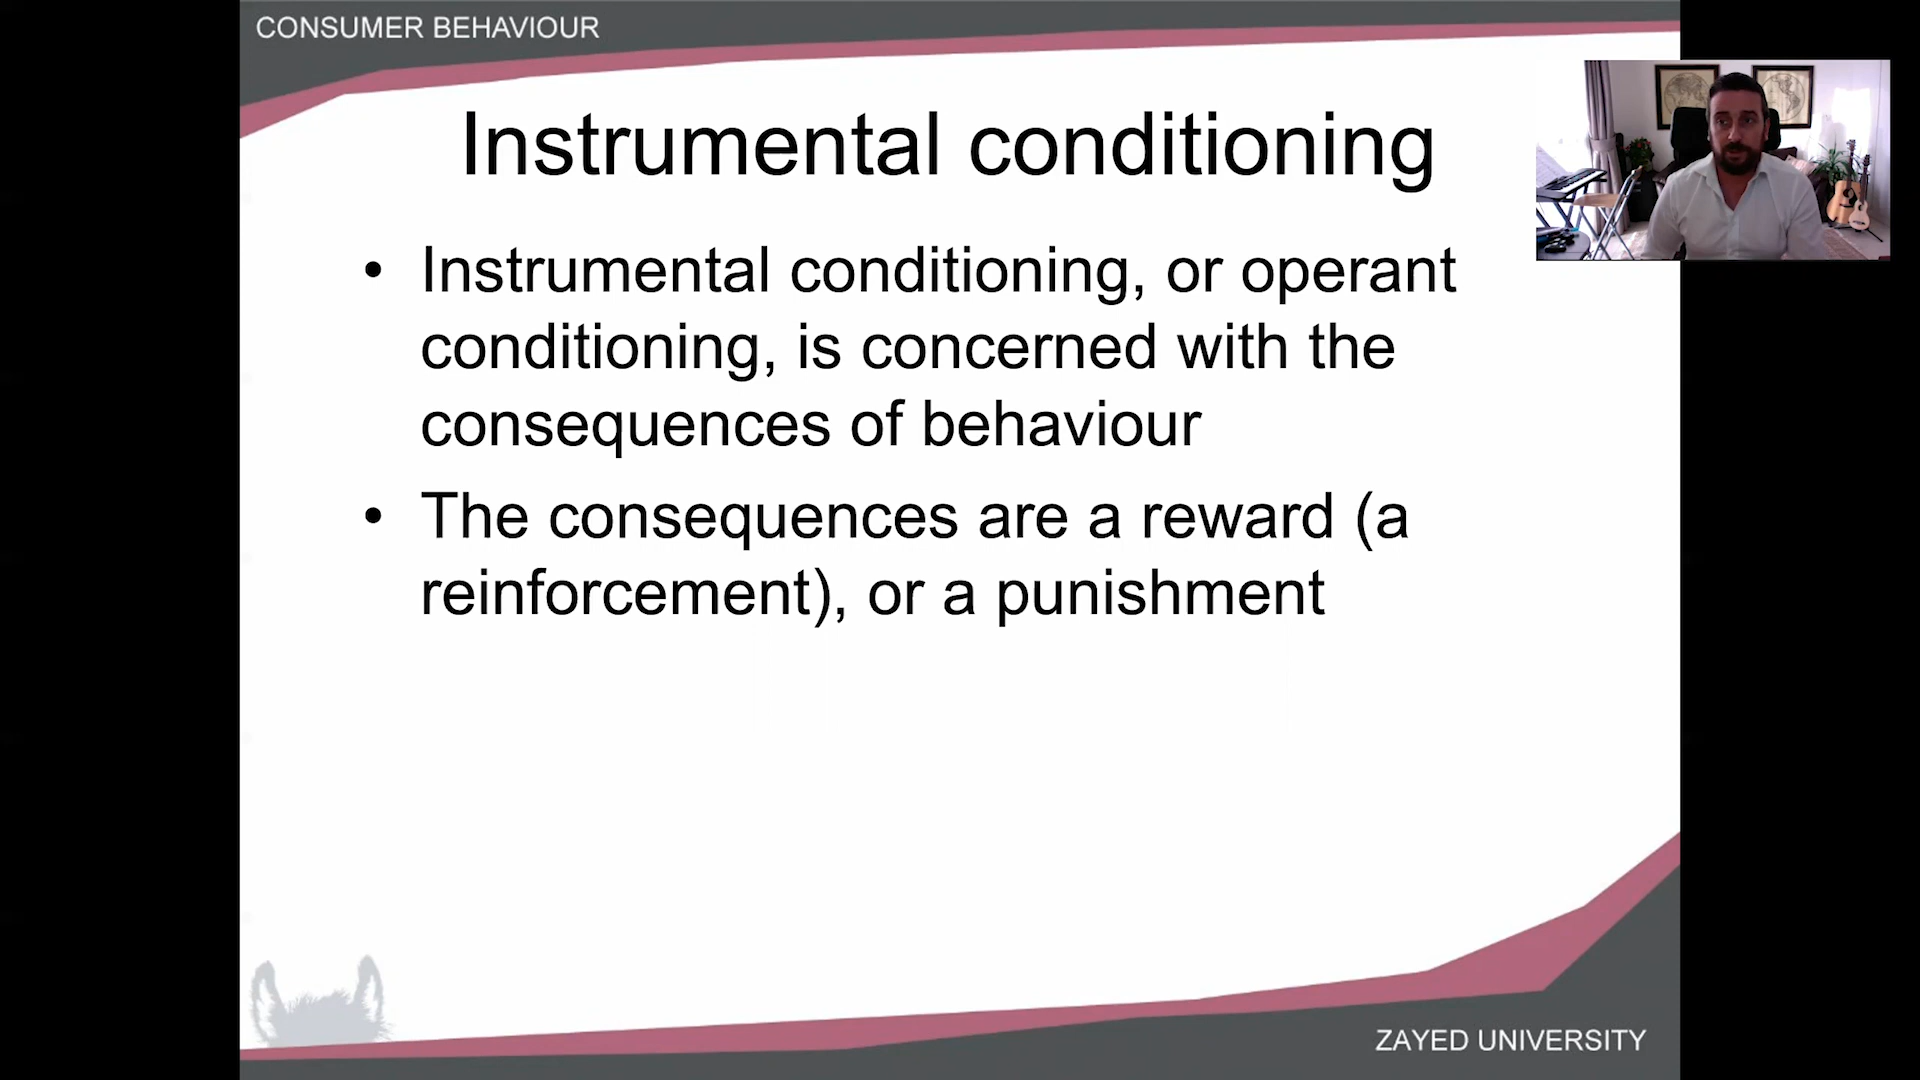 CONSUMER BEHAVIOUR
Instrumental conditioning
• Instrumental conditioning, or operant
conditioning, is concerned with the
consequences of behaviour
• The consequences are a reward (a
reinforcement), or a punishment
ZAYED UNIVERSITY